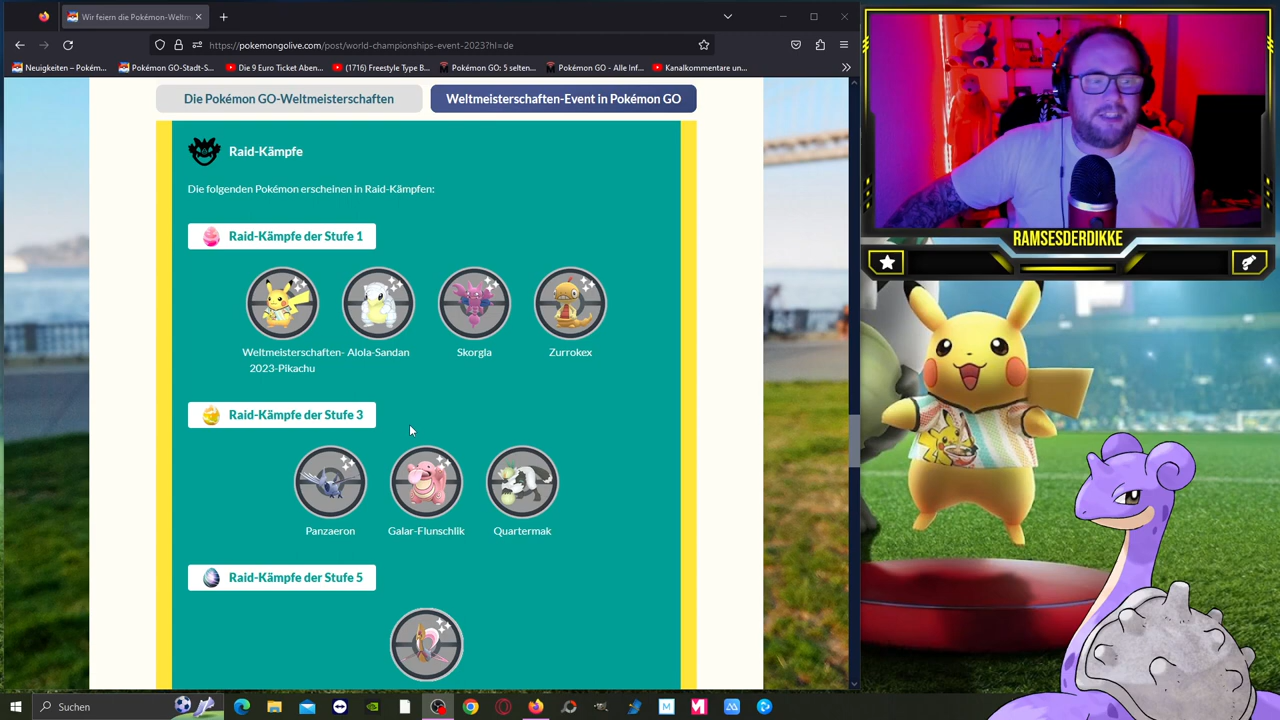 Wir feiern die Pokémon-Weltm
https://pokemongolive.com/post/world-championships-event-2023?hl=de
Neuigkeiten – Pokém...
Pokémon GO-Stadt-S...
Die 9 Euro Ticket Aben...
(1716) Freestyle Type B...
Pokémon GO: 5 selten...
Pokémon GO - Alle Inf...
Kanalkommentare un...
Die Pokémon GO-Weltmeisterschaften
Weltmeisterschaften-Event in Pokémon GO
Raid-Kämpfe
Die folgenden Pokémon erscheinen in Raid-Kämpfen:
Raid-Kämpfe der Stufe 1
Weltmeisterschaften-
2023-Pikachu
Alola-Sandan
Skorgla
Zurrokex
Raid-Kämpfe der Stufe 3
Panzaeron
Galar-Flunschlik
Quartermak
Raid-Kämpfe der Stufe 5
RAMSESDERDIKKE
Suchen